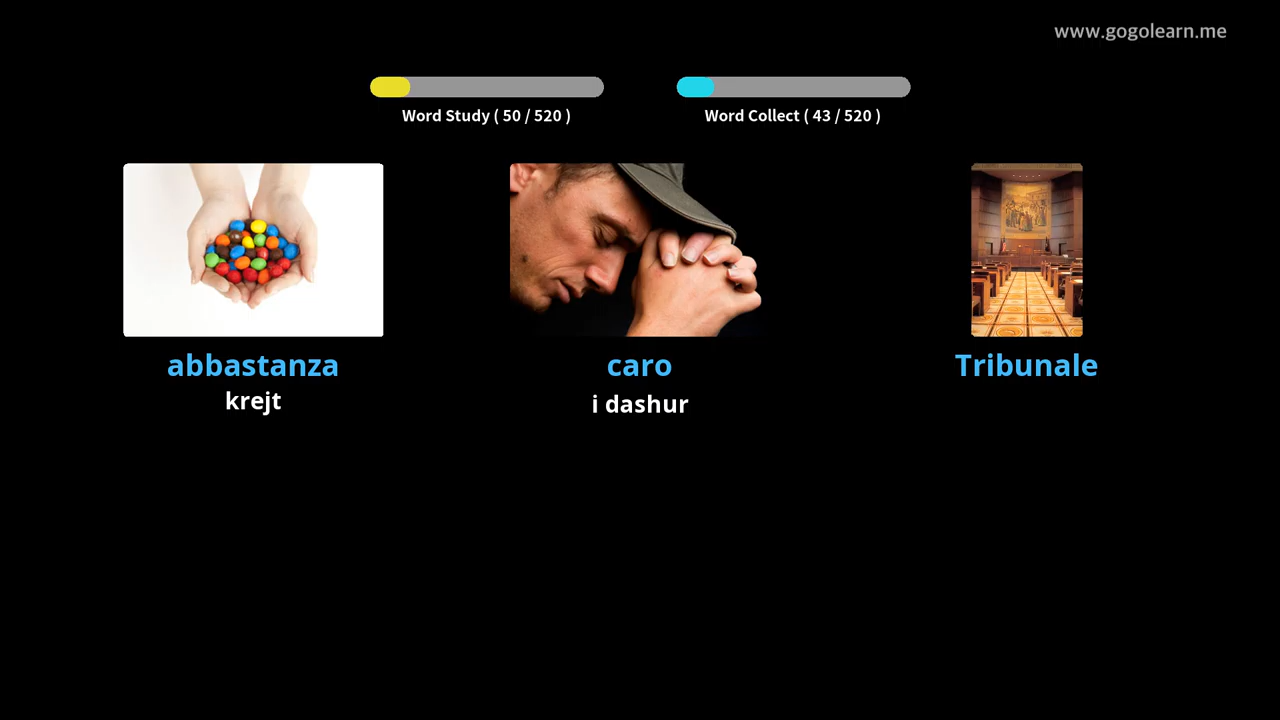 www.gogolearn.me
Word Study ( 50 / 520 )
Word Collect ( 43 / 520 )
abbastanza
krejt
caro
i dashur
Tribunale